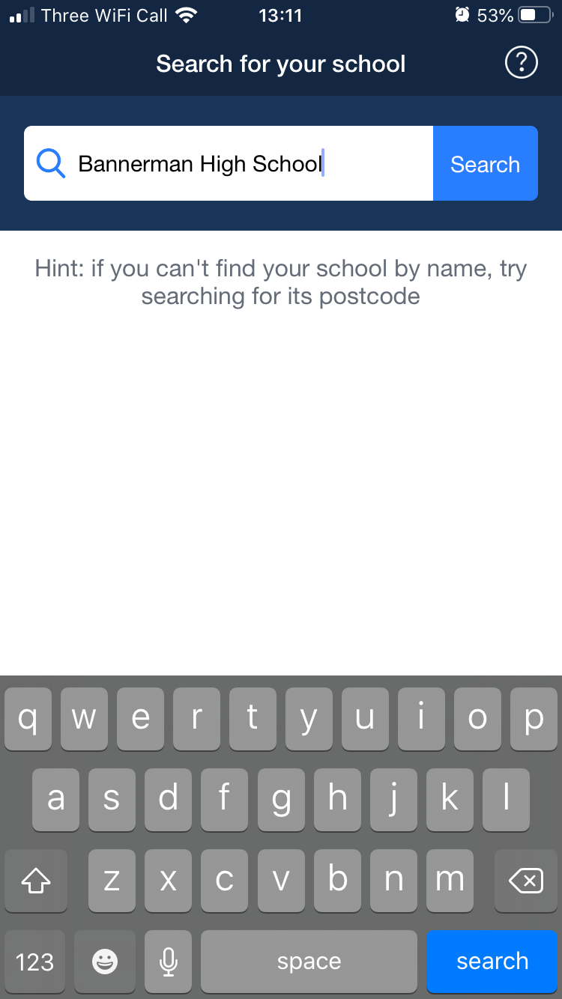 Three WiFi Call 13:11 53%
Search for your school ?
Bannerman High School Search
Hint: if you can't find your school by name, try
searching for its postcode
q w e r t y u i o p
a s d f g h j k l
z x c v b n m
123 space search